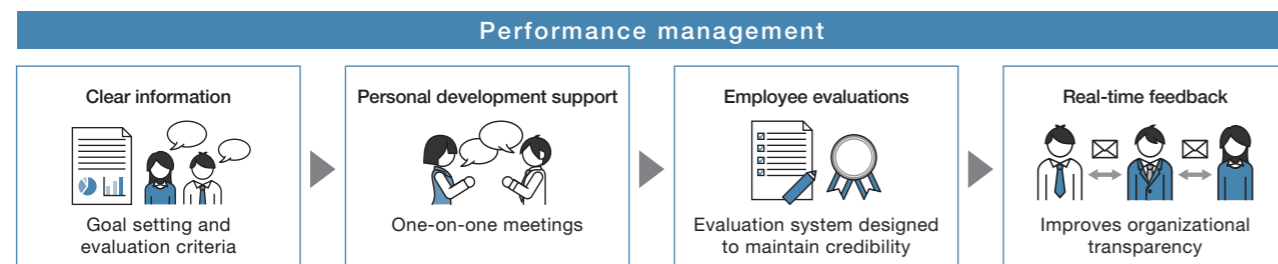 Performance management
Clear information
Goal setting and
evaluation criteria
Personal development support
One-on-one meetings
Employee evaluations
Evaluation system designed
to maintain credibility
Real-time feedback
Improves organizational
transparency